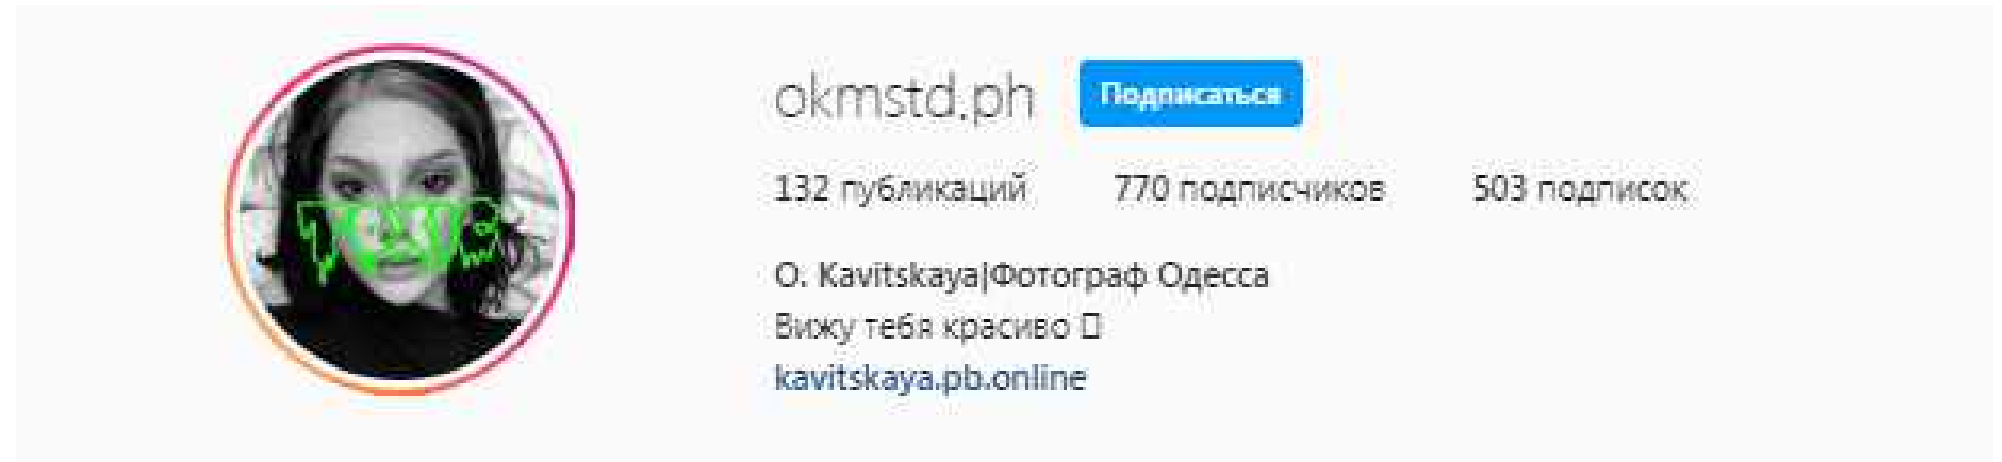 okmstd.ph Подписаться
132 публикаций 770 подписчиков 503 подписок
O. Kavitskaya|Фотограф Одесса
Вижу тебя красиво
kavitskaya.pb.online